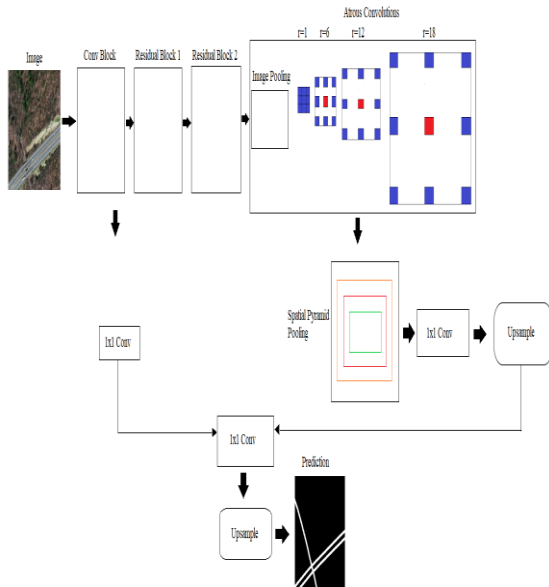 Atrous Convolutions
r=1
r=6
r=12
r=18
Image
Conv Block
Residual Block 1
Residual Block 2
Image Pooling
Spatial Pyramid
Pooling
1x1 Conv
Upsample
1x1 Conv
1x1 Conv
Prediction
Upsample